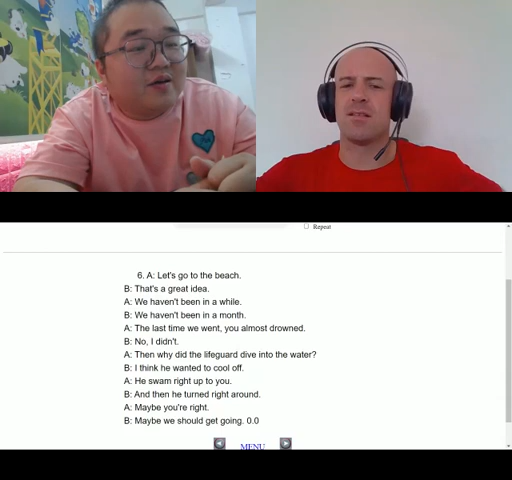 Repeat
6. A: Let's go to the beach.
B: That's a great idea.
A: We haven't been in a while.
B: We haven't been in a month.
A: The last time we went, you almost drowned.
B: No, I didn't.
A: Then why did the lifeguard dive into the water?
B: I think he wanted to cool off.
A: He swam right up to you.
B: And then he turned right around.
A: Maybe you're right.
B: Maybe we should get going. 0.0
MENU